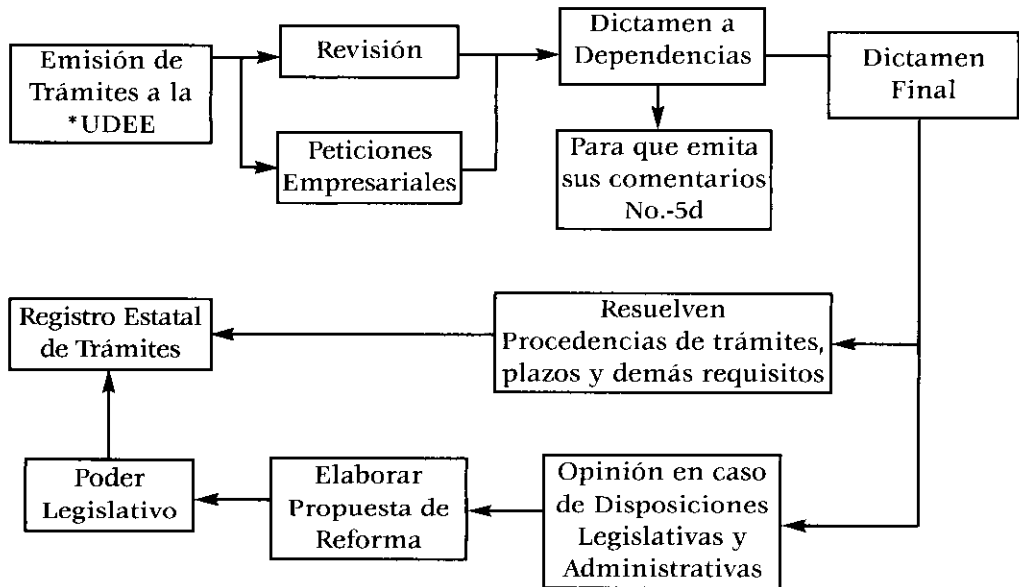 Emisión de
Trámites a la
*UDEE
Revisión
Peticiones
Empresariales
Dictamen a
Dependencias
Para que emita
sus comentarios
No.-5d
Dictamen
Final
Registro Estatal
de Trámites
Resuelven
Procedencias de trámites,
plazos y demás requisitos
Poder
Legislativo
Elaborar
Propuesta de
Reforma
Opinión en caso
de Disposiciones
Legislativas y
Administrativas